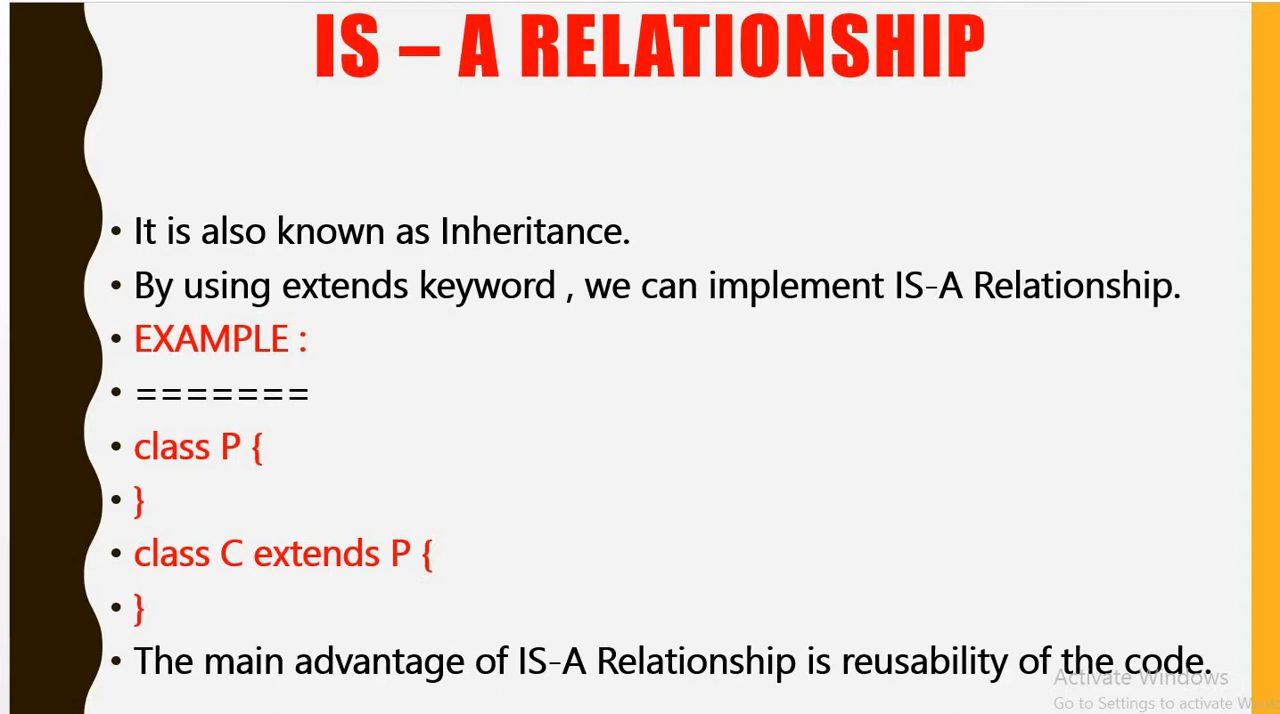 IS – A RELATIONSHIP
• It is also known as Inheritance.
• By using extends keyword , we can implement IS-A Relationship.
• EXAMPLE :
• =======
• class P {
• }
• class C extends P {
• }
• The main advantage of IS-A Relationship is reusability of the code.
Activate Windows
Go to Settings to activate